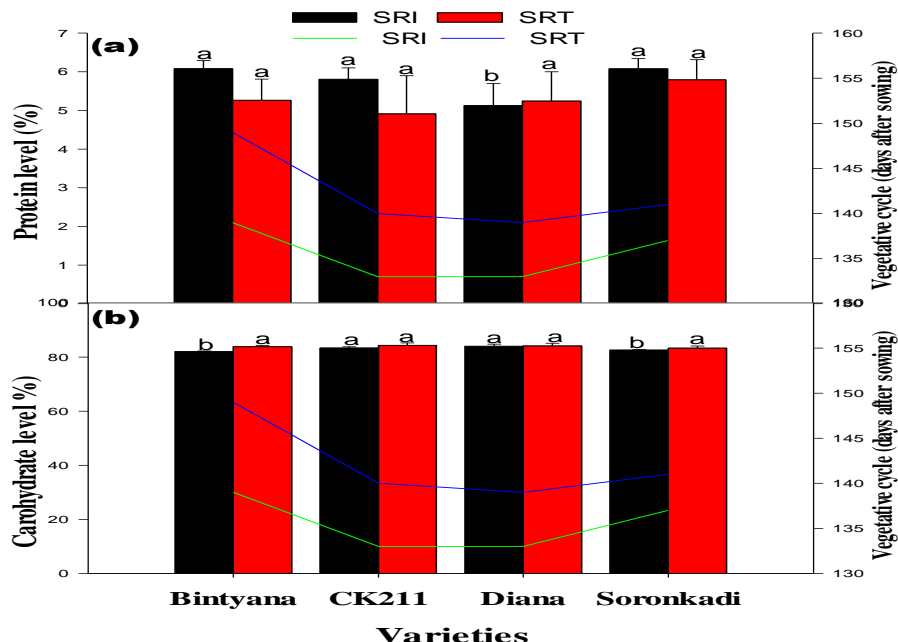 SRI SRT
SRI SRT
(a)
7
6
5
4
3
2
1
0
Protein level (%)
a a a a b a a a
160
155
150
145
140
135
130
Vegetative cycle (days after sowing)
(b)
100
80
60
40
20
0
Carohydrate level %)
b a a a a a b a
155
150
145
140
135
130
Vegetative cycle (days after sowing)
Bintyana CK211 Diana Soronkadi
Varieties